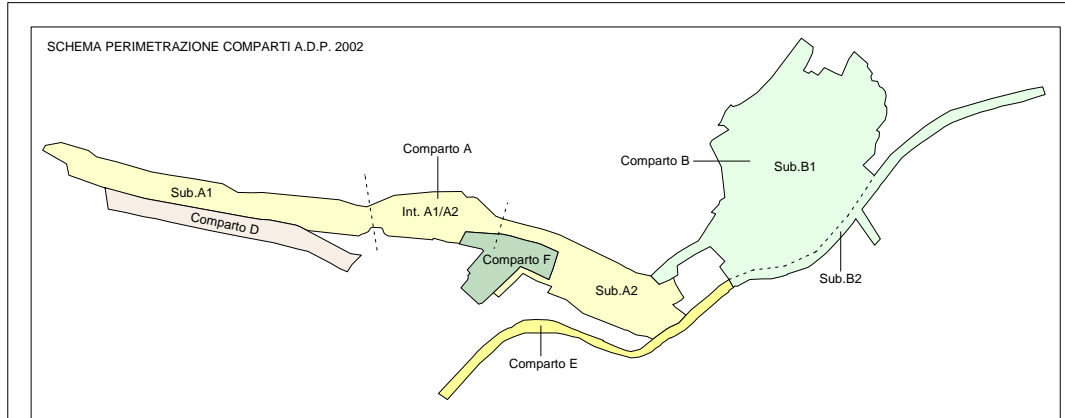 SCHEMA PERIMETRAZIONE COMPARTI A.D.P. 2002
Comparto A
Comparto B
Sub.B1
Sub.A1
Int. A1/A2
Comparto D
Comparto F
Sub.B2
Sub.A2
Comparto E